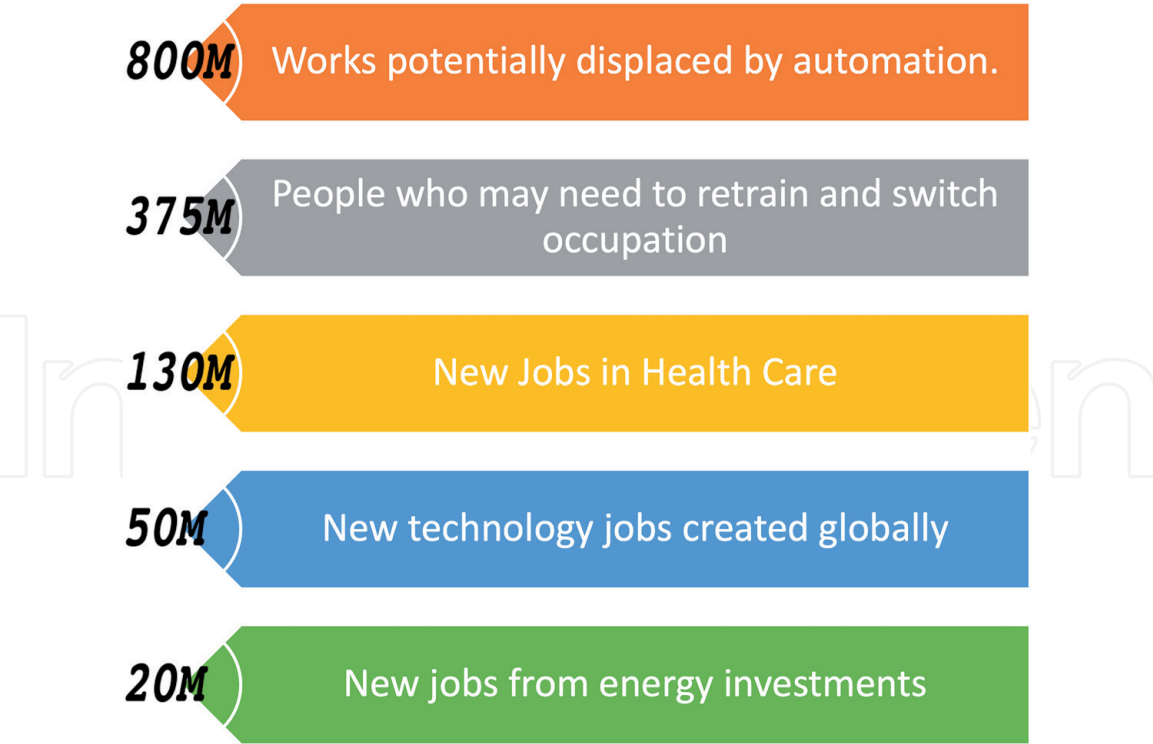 800M Works potentially displaced by automation.
375M People who may need to retrain and switch
occupation
130M New Jobs in Health Care
50M New technology jobs created globally
20M New jobs from energy investments